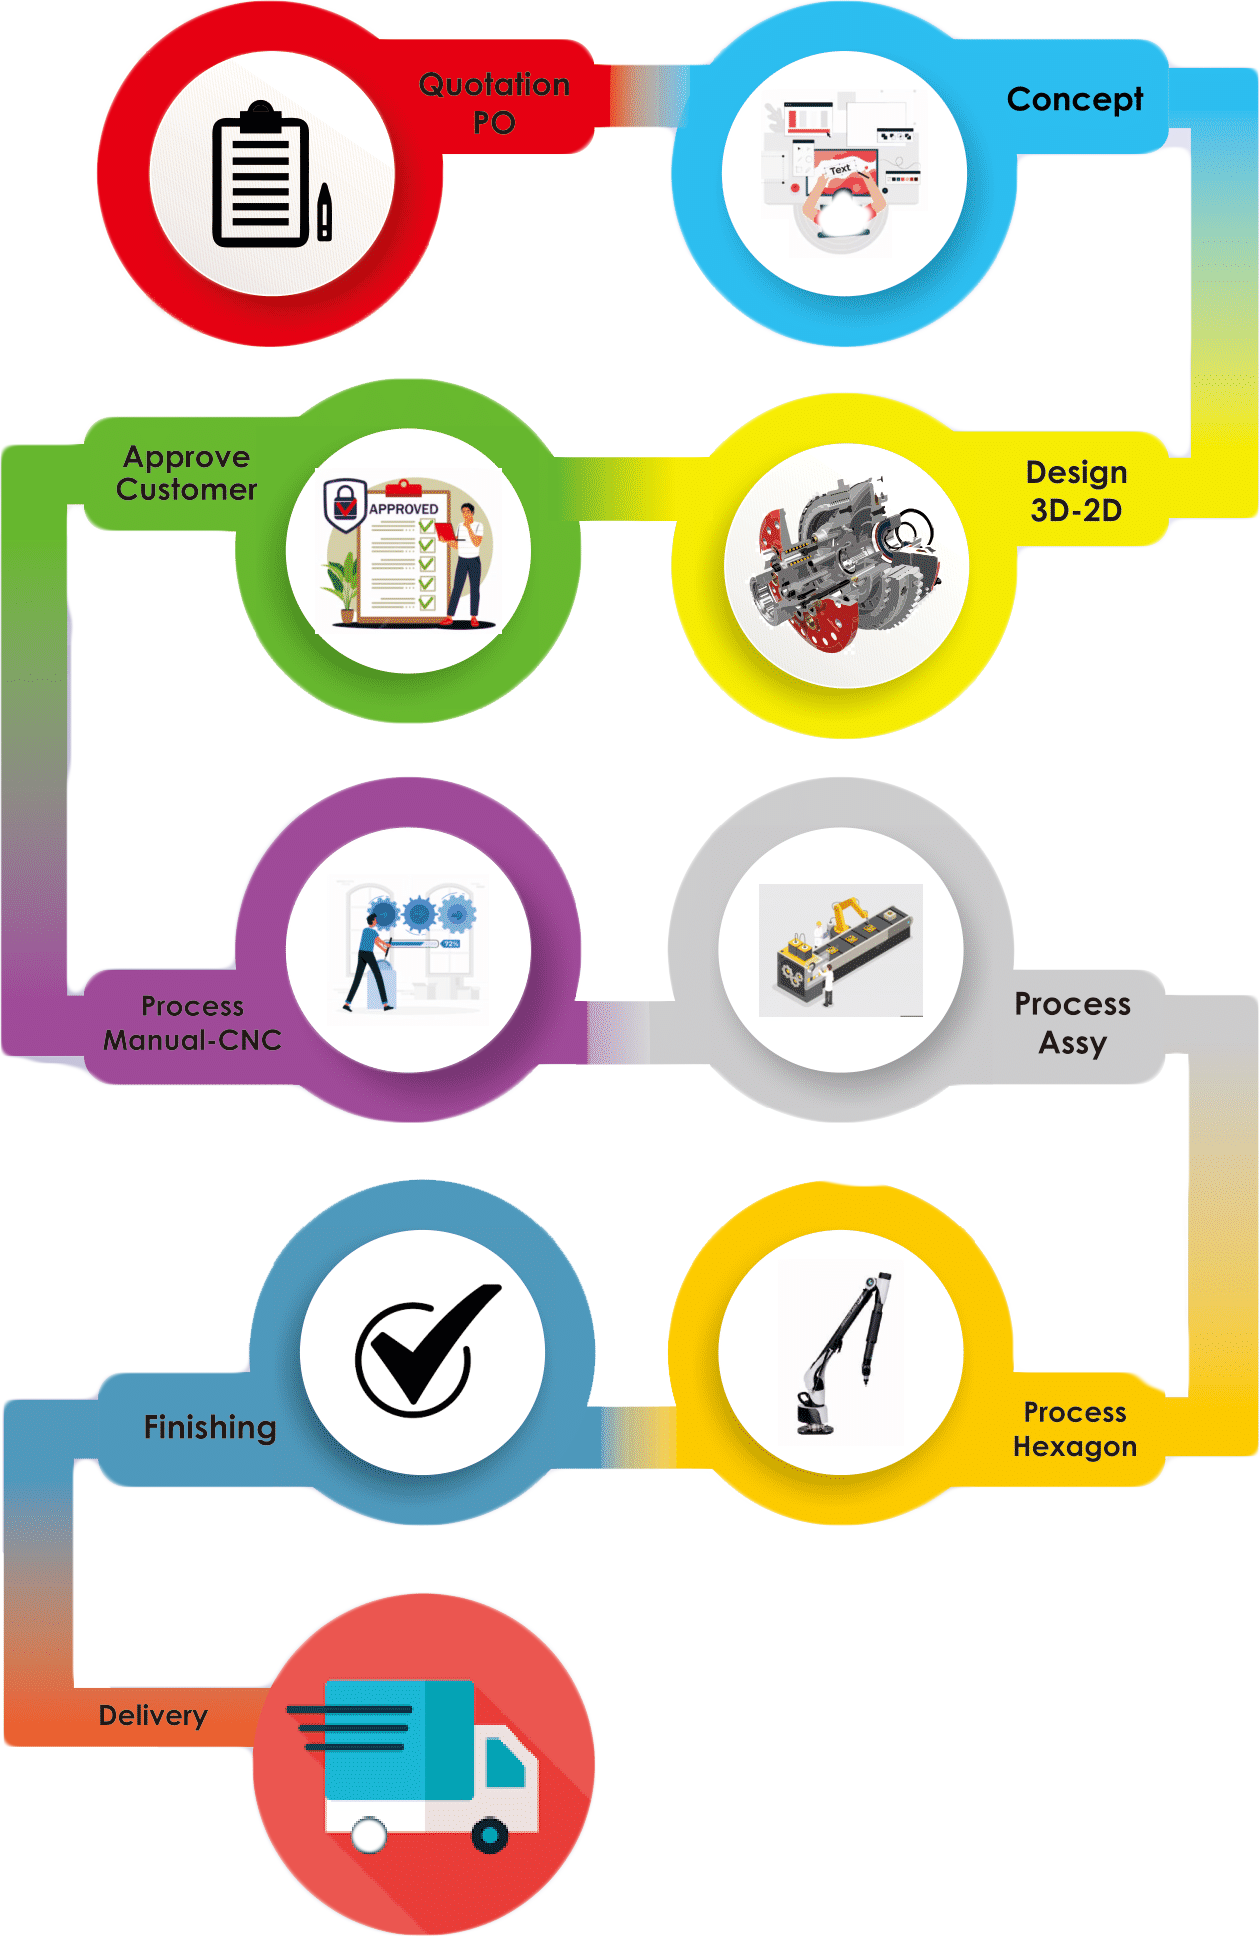 Quotation
PO
Concept
Text
Design
3D-2D
Approve
Customer
APPROVED
Process
Manual-CNC
72%
Process
Assy
Process
Hexagon
Finishing
Delivery